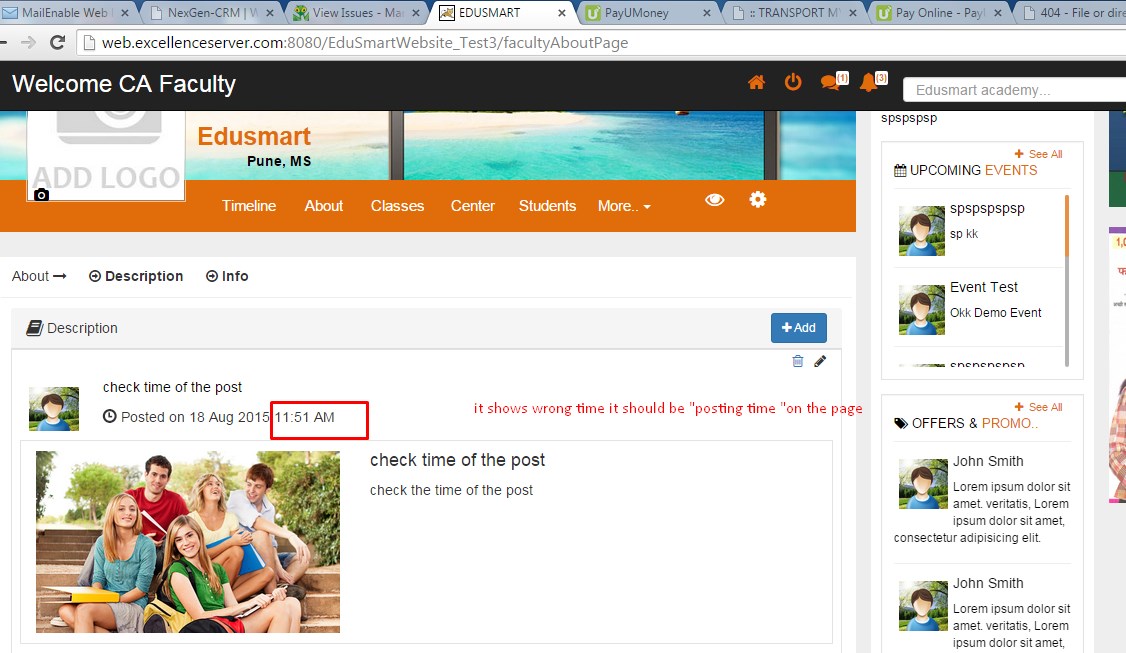 MailEnable Web
NexGen-CRM | W
View Issues - Ma
EDUSMART
PayUMoney
:: TRANSPORT M
Pay Online - PayU
404 - File or dire
web.excellenceserver.com:8080/EduSmartWebsite_Test3/facultyAboutPage
Welcome CA Faculty
(1)
(3)
Edusmart academy...
ADD LOGO
Edusmart
Pune, MS
Timeline
About
Classes
Center
Students
More..
About
Description
Info
Description
Add
check time of the post
Posted on 18 Aug 2015 11:51 AM
it shows wrong time it should be "posting time "on the page
check time of the post
check the time of the post
spspspsp
See All
UPCOMING EVENTS
spspspspsp
sp kk
Event Test
Okk Demo Event
spspspspsp
See All
OFFERS & PROMO..
John Smith
Lorem ipsum dolor sit
amet. veritatis, Lorem
ipsum dolor sit amet,
consectetur adipisicing elit.
John Smith
Lorem ipsum dolor sit
amet. veritatis, Lorem
ipsum dolor sit amet,